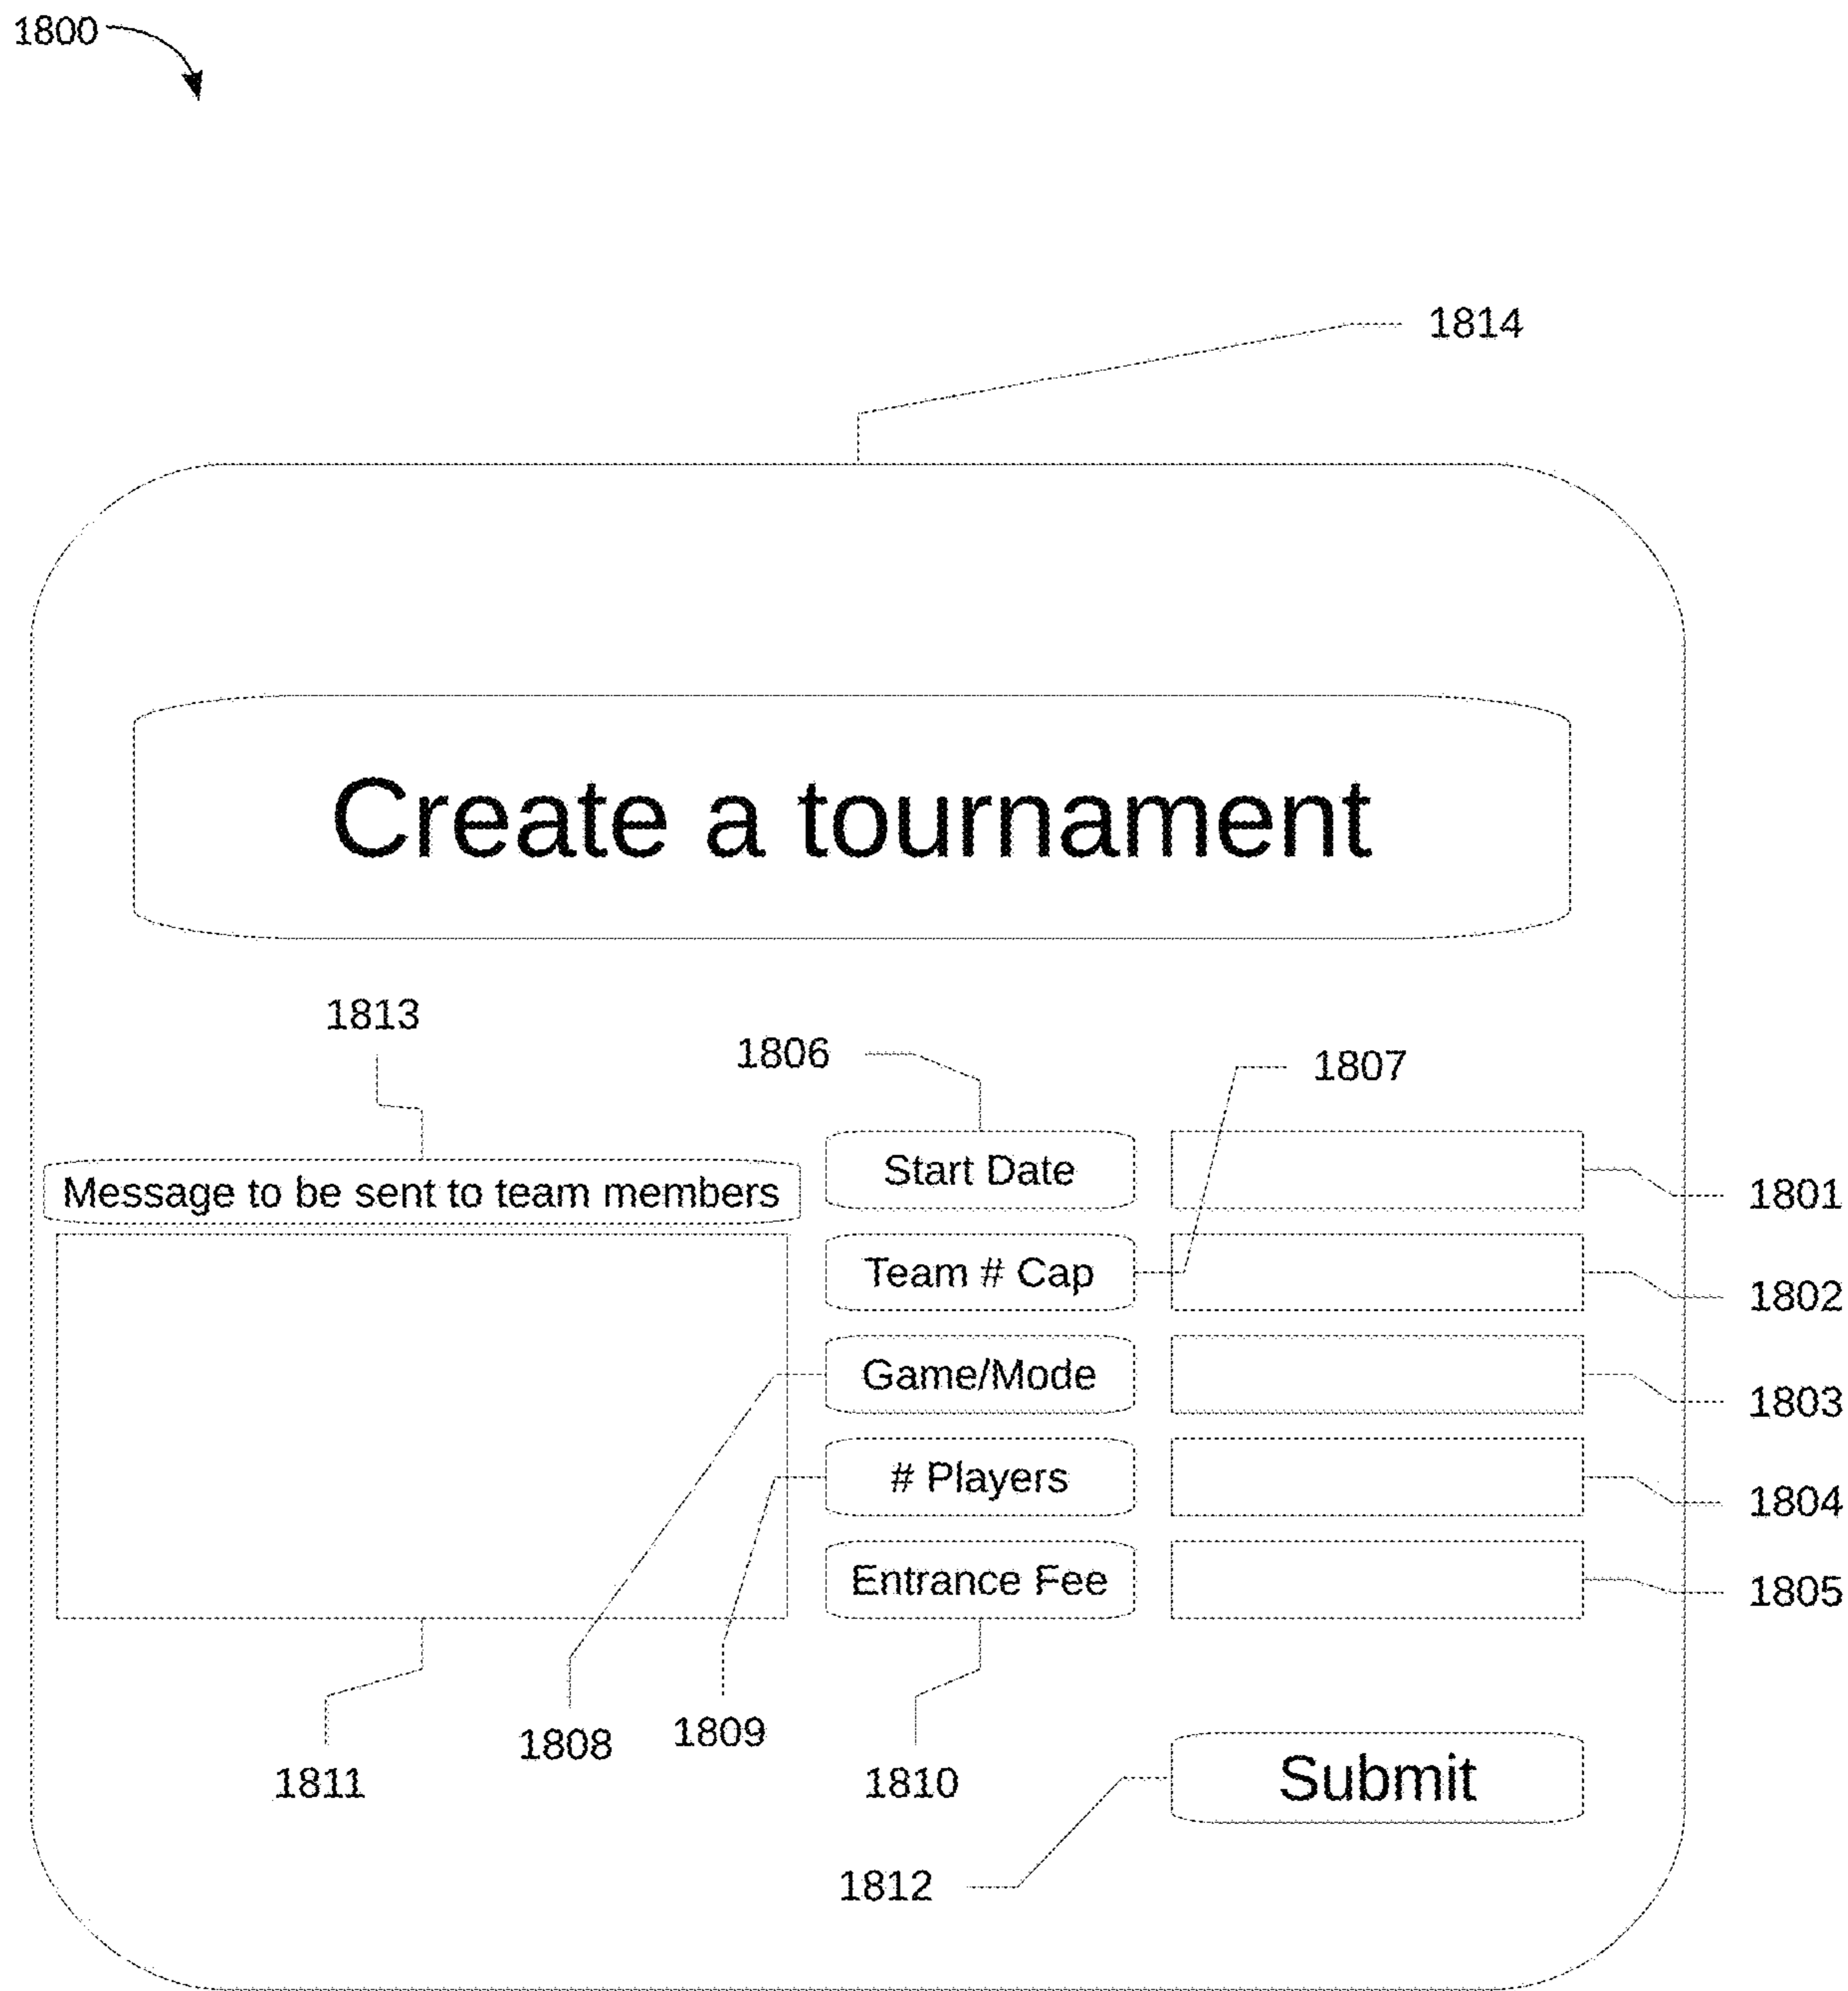 1800
1814
Create a tournament
1813
1806
1807
Message to be sent to team members
Start Date
1801
Team # Cap
1802
Game/Mode
1803
# Players
1804
Entrance Fee
1805
1808
1809
1811
1810
Submit
1812